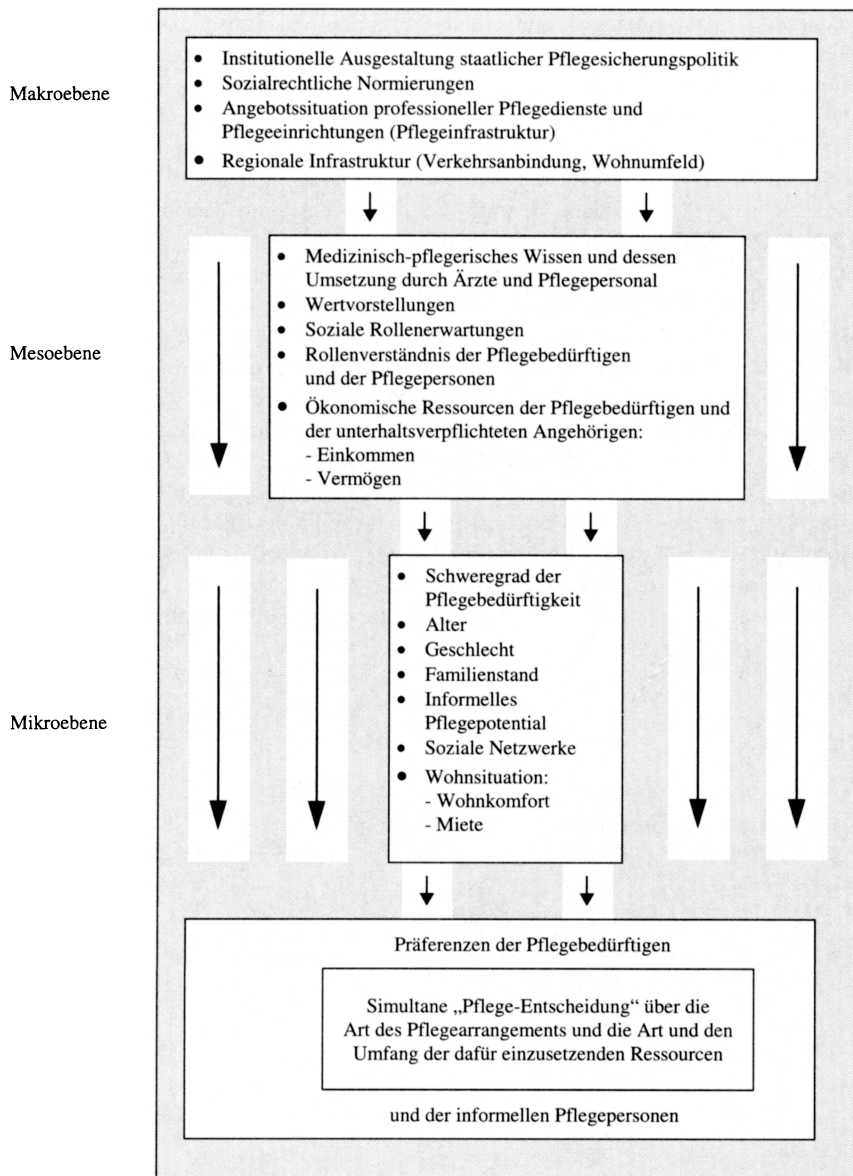 Makroebene
• Institutionelle Ausgestaltung staatlicher Pflegesicherungspolitik
• Sozialrechtliche Normierungen
• Angebotssituation professioneller Pflegedienste und
Pflegeeinrichtungen (Pflegeinfrastruktur)
• Regionale Infrastruktur (Verkehrsanbindung, Wohnumfeld)
Mesoebene
• Medizinisch-pflegerisches Wissen und dessen
Umsetzung durch Ärzte und Pflegepersonal
• Wertvorstellungen
• Soziale Rollenerwartungen
• Rollenverständnis der Pflegebedürftigen
und der Pflegepersonen
• Ökonomische Ressourcen der Pflegebedürftigen und
der unterhaltsverpflichteten Angehörigen:
- Einkommen
- Vermögen
Mikroebene
• Schweregrad der
Pflegebedürftigkeit
• Alter
• Geschlecht
• Familienstand
• Informelles
Pflegepotential
• Soziale Netzwerke
• Wohnsituation:
- Wohnkomfort
- Miete
Präferenzen der Pflegebedürftigen
Simultane „Pflege-Entscheidung“ über die
Art des Pflegearrangements und die Art und den
Umfang der dafür einzusetzenden Ressourcen
und der informellen Pflegepersonen